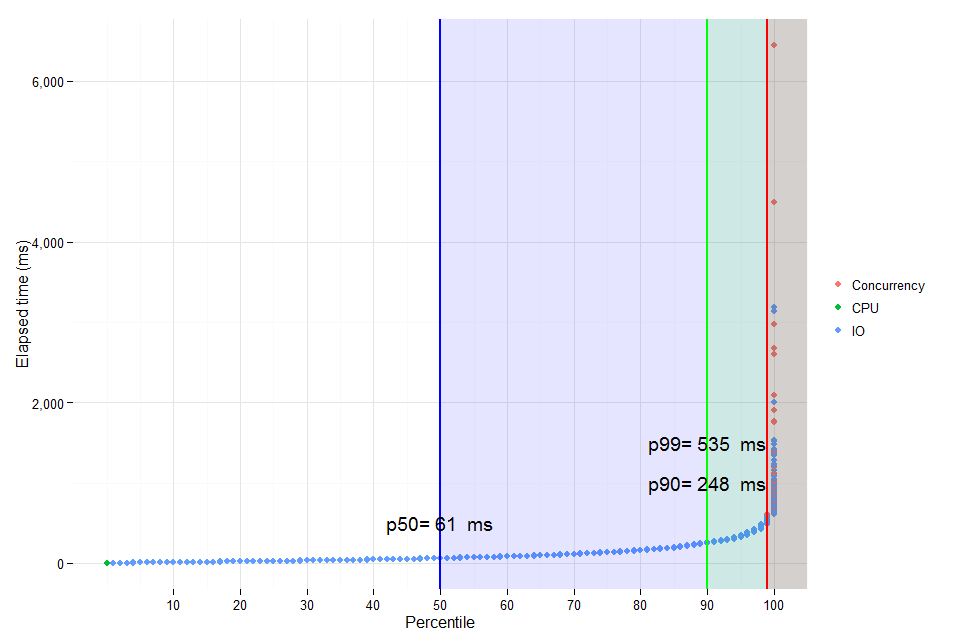 6,000
4,000
2,000
0
Elapsed time (ms)
p99= 535 ms
p90= 248 ms
p50= 61 ms
10 20 30 40 50 60 70 80 90 100
Percentile
Concurrency
CPU
IO